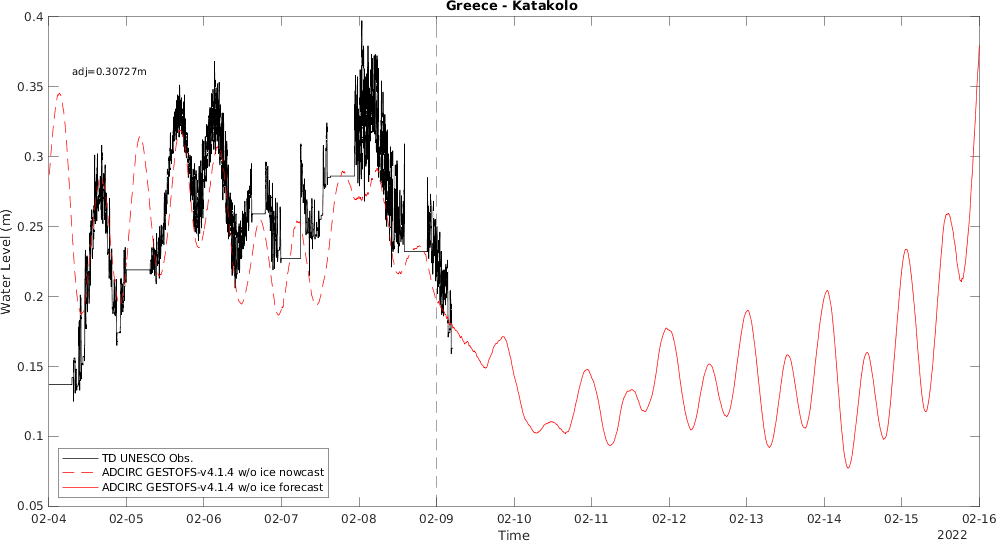 Greece - Katakolo
0.4
0.35
0.3
0.25
0.2
0.15
0.1
0.05
Water Level (m)
adj=0.30727m
TD UNESCO Obs.
ADCIRC GESTOFS-v4.1.4 w/o ice nowcast
ADCIRC GESTOFS-v4.1.4 w/o ice forecast
02-04 02-05 02-06 02-07 02-08 02-09 02-10 02-11 02-12 02-13 02-14 02-15 02-16
Time
2022